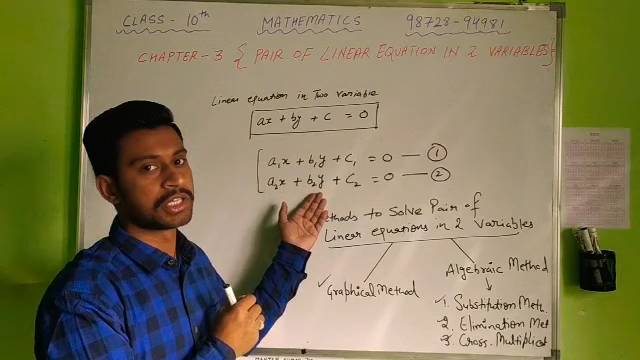 CLASS - 10th MATHEMATICS 98728-94981
CHAPTER-3 { PAIR OF LINEAR EQUATION IN 2 VARIABLES}
Linear equation in Two Variable
ax + by + c = 0
a₁x + b₁y + C₁ = 0 — ①
a₂x + b₂y + C₂ = 0 — ②
ethods to Solve Pair of
Linear equations in 2 Variables
Graphical Method
Algebraic Method
1. Substitution Meth.
2. Elimination Met
3. Cross. Multiplicat